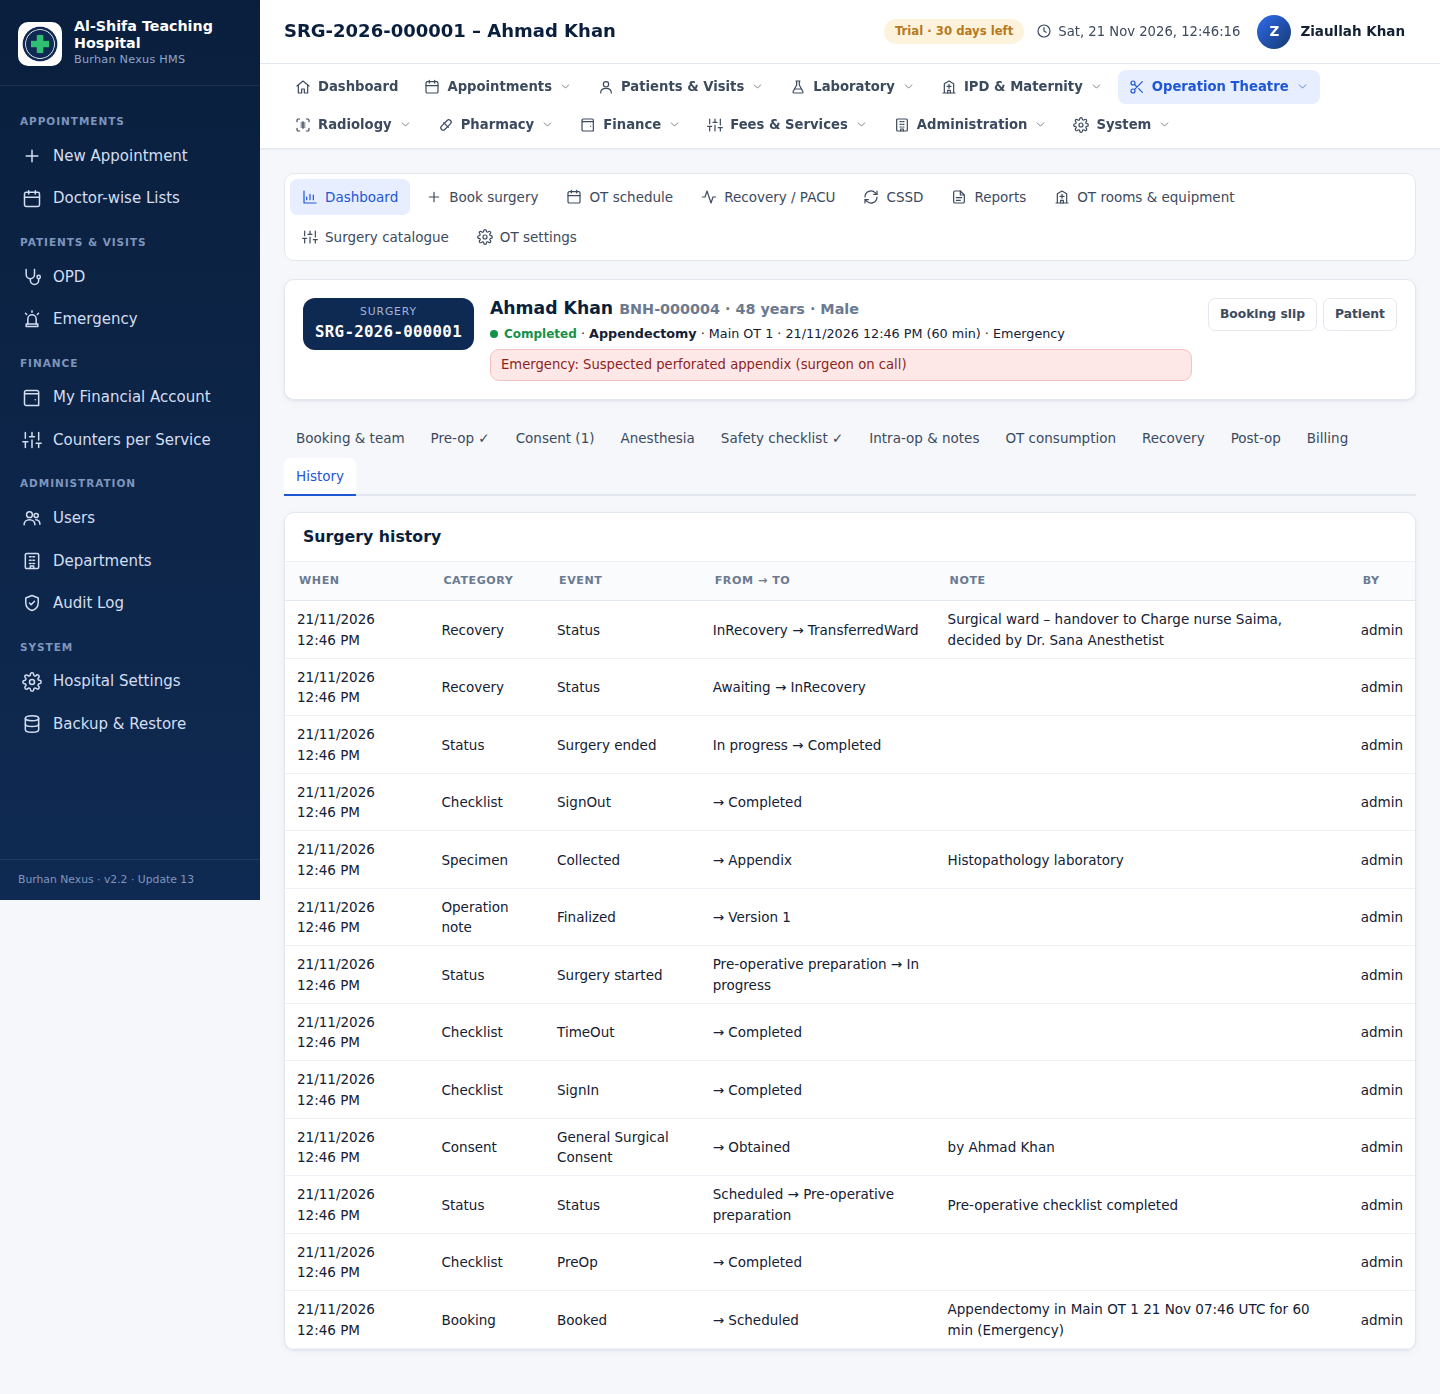 Al-Shifa Teaching
Hospital
Burhan Nexus HMS
APPOINTMENTS
New Appointment
Doctor-wise Lists
PATIENTS & VISITS
OPD
Emergency
FINANCE
My Financial Account
Counters per Service
ADMINISTRATION
Users
Departments
Audit Log
SYSTEM
Hospital Settings
Backup & Restore
Burhan Nexus · v2.2 · Update 13
SRG-2026-000001 – Ahmad Khan
Trial · 30 days left
Sat, 21 Nov 2026, 12:46:16
Z
Ziaullah Khan
Dashboard Appointments Patients & Visits Laboratory IPD & Maternity Operation Theatre
Radiology Pharmacy Finance Fees & Services Administration System
Dashboard Book surgery OT schedule Recovery / PACU CSSD Reports OT rooms & equipment
Surgery catalogue OT settings
SURGERY
SRG-2026-000001
Ahmad Khan BNH-000004 · 48 years · Male
Completed · Appendectomy · Main OT 1 · 21/11/2026 12:46 PM (60 min) · Emergency
Emergency: Suspected perforated appendix (surgeon on call)
Booking slip Patient
Booking & team Pre-op ✓ Consent (1) Anesthesia Safety checklist ✓ Intra-op & notes OT consumption Recovery Post-op Billing
History
Surgery history
WHEN CATEGORY EVENT FROM → TO NOTE BY
21/11/2026
12:46 PM
Recovery
Status
InRecovery → TransferredWard
Surgical ward – handover to Charge nurse Saima,
decided by Dr. Sana Anesthetist
admin
21/11/2026
12:46 PM
Recovery
Status
Awaiting → InRecovery
admin
21/11/2026
12:46 PM
Status
Surgery ended
In progress → Completed
admin
21/11/2026
12:46 PM
Checklist
SignOut
→ Completed
admin
21/11/2026
12:46 PM
Specimen
Collected
→ Appendix
Histopathology laboratory
admin
21/11/2026
12:46 PM
Operation
note
Finalized
→ Version 1
admin
21/11/2026
12:46 PM
Status
Surgery started
Pre-operative preparation → In
progress
admin
21/11/2026
12:46 PM
Checklist
TimeOut
→ Completed
admin
21/11/2026
12:46 PM
Checklist
SignIn
→ Completed
admin
21/11/2026
12:46 PM
Consent
General Surgical
Consent
→ Obtained
by Ahmad Khan
admin
21/11/2026
12:46 PM
Status
Status
Scheduled → Pre-operative
preparation
Pre-operative checklist completed
admin
21/11/2026
12:46 PM
Checklist
PreOp
→ Completed
admin
21/11/2026
12:46 PM
Booking
Booked
→ Scheduled
Appendectomy in Main OT 1 21 Nov 07:46 UTC for 60
min (Emergency)
admin